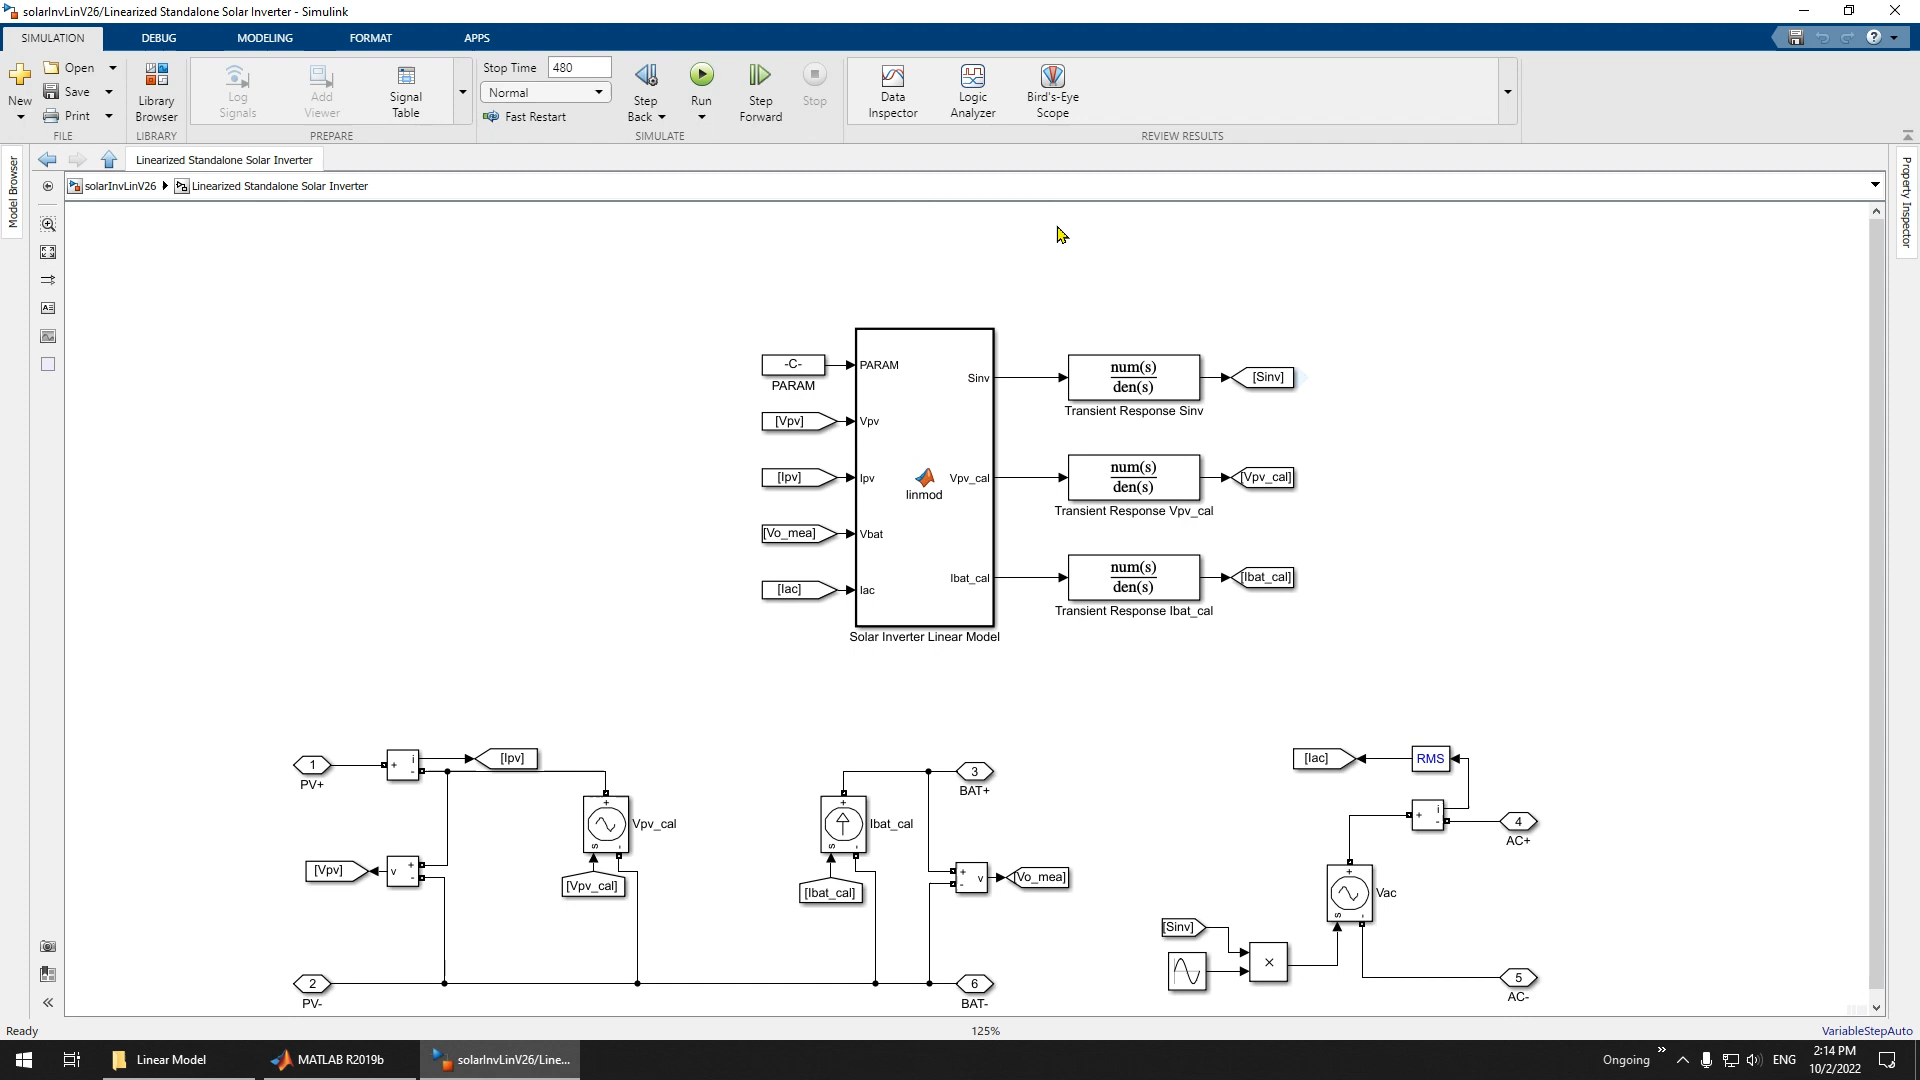 solarInvLinV26/Linearized Standalone Solar Inverter - Simulink
SIMULATION
DEBUG
MODELING
FORMAT
APPS
New
Open
Save
Print
FILE
Library
Browser
LIBRARY
Log
Signals
Add
Viewer
Signal
Table
PREPARE
Stop Time 480
Normal
Fast Restart
Step
Back
Run
Step
Forward
Stop
SIMULATE
Data
Inspector
Logic
Analyzer
Bird's-Eye
Scope
REVIEW RESULTS
Model Browser
Linearized Standalone Solar Inverter
Property Inspector
solarInvLinV26
Linearized Standalone Solar Inverter
-C-
PARAM
PARAM
[Vpv]
Vpv
[Ipv]
Ipv
[Vo_mea]
Vbat
[Iac]
Iac
linmod
Sinv
Vpv_cal
Ibat_cal
Solar Inverter Linear Model
num(s)
den(s)
Transient Response Sinv
[Sinv]
num(s)
den(s)
Transient Response Vpv_cal
[Vpv_cal]
num(s)
den(s)
Transient Response Ibat_cal
[Ibat_cal]
1
PV+
+ i -
[Ipv]
Vpv_cal
+ s -
[Vpv_cal]
[Vpv]
v + -
2
PV-
3
BAT+
Ibat_cal
+ s -
[Ibat_cal]
+ - v
[Vo_mea]
6
BAT-
[Iac]
RMS
+ i -
4
AC+
Vac
+ s -
[Sinv]
×
5
AC-
Ready
125%
VariableStepAuto
Linear Model
MATLAB R2019b
solarInvLinV26/Line...
Ongoing
ENG
2:14 PM
10/2/2022